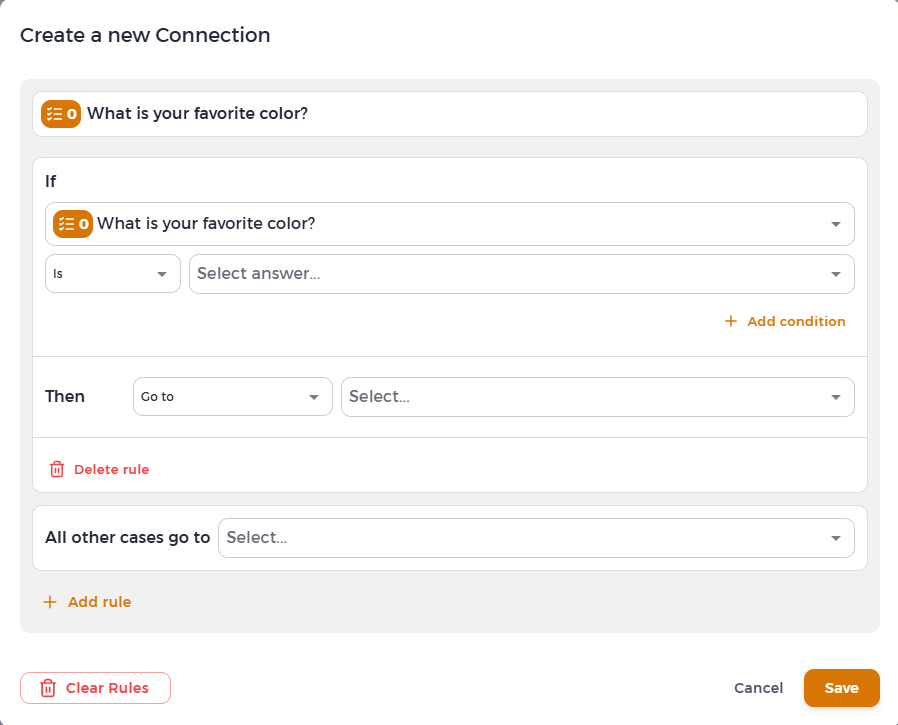 Create a new Connection
0 What is your favorite color?
If
0 What is your favorite color?
Is Select answer...
+ Add condition
Then Go to Select...
Delete rule
All other cases go to Select...
+ Add rule
Clear Rules Cancel Save